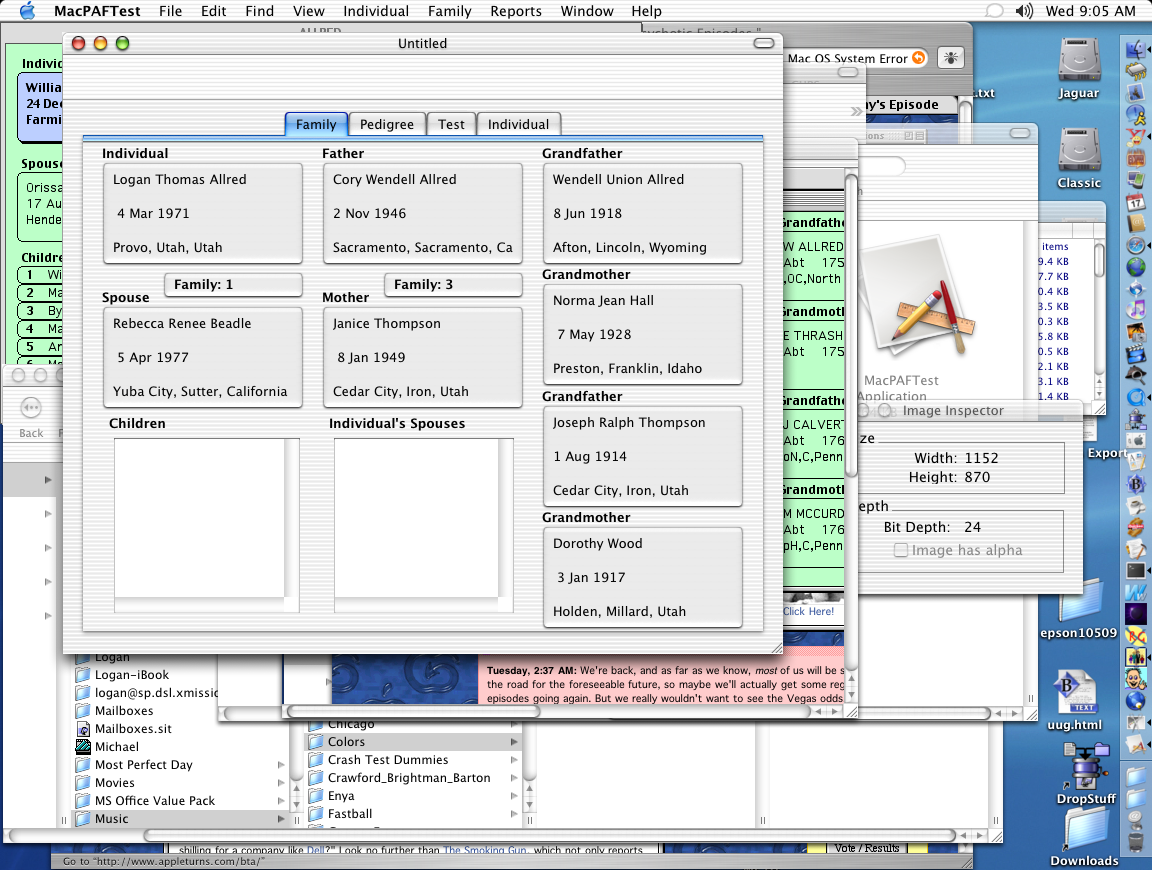 MacPAFTest File Edit Find View Individual Family Reports Window Help Wed 9:05 AM
Untitled
Mac OS System Error
Jaguar
Classic
Family Pedigree Test Individual
Individual
Logan Thomas Allred
4 Mar 1971
Provo, Utah, Utah
Family: 1
Spouse
Rebecca Renee Beadle
5 Apr 1977
Yuba City, Sutter, California
Children
Father
Cory Wendell Allred
2 Nov 1946
Sacramento, Sacramento, Ca
Family: 3
Mother
Janice Thompson
8 Jan 1949
Cedar City, Iron, Utah
Individual's Spouses
Grandfather
Wendell Union Allred
8 Jun 1918
Afton, Lincoln, Wyoming
Grandmother
Norma Jean Hall
7 May 1928
Preston, Franklin, Idaho
Grandfather
Joseph Ralph Thompson
1 Aug 1914
Cedar City, Iron, Utah
Grandmother
Dorothy Wood
3 Jan 1917
Holden, Millard, Utah
24 Dec
Spouse
17 Au
Children
1 Wi
2 Ma
3 By
4 Ma
5 Ar
Back
y's Episode
.txt
W ALLRED
Abt 175
,OC,North
E THRASH
Abt 175
J CALVERT
Abt 176
N,C,Penn
M MCCURD
Abt 176
pH,C,Penn
Click Here!
items
9.4 KB
7.7 KB
0.4 KB
3.5 KB
0.3 KB
5.8 KB
0.5 KB
2.1 KB
3.1 KB
1.4 KB
MacPAFTest
Application
Image Inspector
Width: 1152
Height: 870
Bit Depth: 24
Image has alpha
Export
epson10509
TEXT
uug.html
DropStuff
Downloads
Tuesday, 2:37 AM: We're back, and as far as we know, most of us will be s
the road for the foreseeable future, so maybe we'll actually get some reg
episodes going again. But we really wouldn't want to see the Vegas odds
Logan
Logan-iBook
logan@sp.dsl.xmissio
Mailboxes
Mailboxes.sit
Michael
Most Perfect Day
Movies
MS Office Value Pack
Music
Chicago
Colors
Crash Test Dummies
Crawford_Brightman_Barton
Enya
Fastball
shilling for a company like Dell?" Look no further than The Smoking Gun, which not only reports
Vote / Results
Go to "http://www.appleturns.com/bta/"